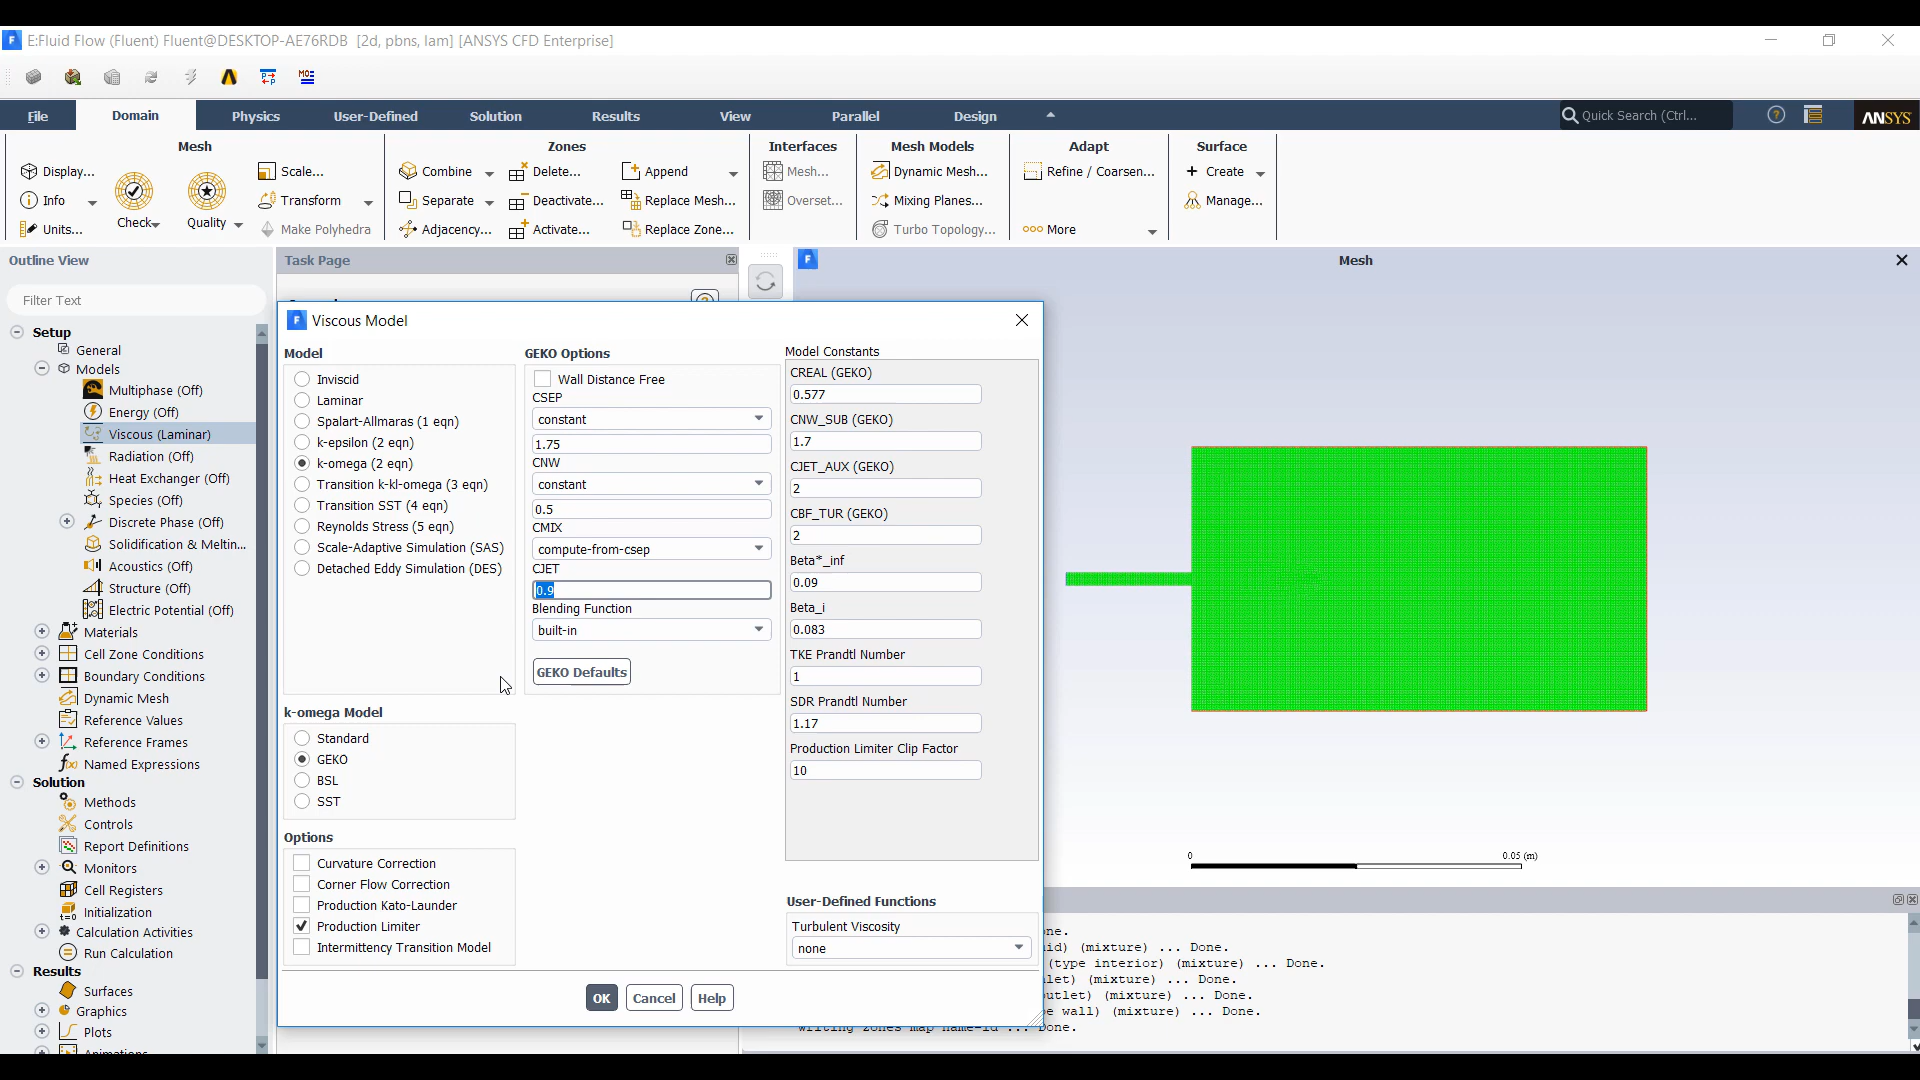 E:Fluid Flow (Fluent) Fluent@DESKTOP-AE76RDB [2d, pbns, lam] [ANSYS CFD Enterprise]
File Domain Physics User-Defined Solution Results View Parallel Design Quick Search (Ctrl... ANSYS
Mesh
Display...
Info
Units...
Check
Quality
Scale...
Transform
Make Polyhedra
Zones
Combine
Separate
Adjacency...
Delete...
Deactivate...
Activate...
Append
Replace Mesh...
Replace Zone...
Interfaces
Mesh...
Overset...
Mesh Models
Dynamic Mesh...
Mixing Planes...
Turbo Topology...
Adapt
Refine / Coarsen...
More
Surface
Create
Manage...
Outline View
Filter Text
Setup
General
Models
Multiphase (Off)
Energy (Off)
Viscous (Laminar)
Radiation (Off)
Heat Exchanger (Off)
Species (Off)
Discrete Phase (Off)
Solidification & Meltin...
Acoustics (Off)
Structure (Off)
Electric Potential (Off)
Materials
Cell Zone Conditions
Boundary Conditions
Dynamic Mesh
Reference Values
Reference Frames
Named Expressions
Solution
Methods
Controls
Report Definitions
Monitors
Cell Registers
Initialization
Calculation Activities
Run Calculation
Results
Surfaces
Graphics
Plots
Task Page
Viscous Model
Model
Inviscid
Laminar
Spalart-Allmaras (1 eqn)
k-epsilon (2 eqn)
k-omega (2 eqn)
Transition k-kl-omega (3 eqn)
Transition SST (4 eqn)
Reynolds Stress (5 eqn)
Scale-Adaptive Simulation (SAS)
Detached Eddy Simulation (DES)
k-omega Model
Standard
GEKO
BSL
SST
Options
Curvature Correction
Corner Flow Correction
Production Kato-Launder
Production Limiter
Intermittency Transition Model
GEKO Options
Wall Distance Free
CSEP
constant
1.75
CNW
constant
0.5
CMIX
compute-from-csep
CJET
0.9
Blending Function
built-in
GEKO Defaults
Model Constants
CREAL (GEKO)
0.577
CNW_SUB (GEKO)
1.7
CJET_AUX (GEKO)
2
CBF_TUR (GEKO)
2
Beta*_inf
0.09
Beta_i
0.083
TKE Prandtl Number
1
SDR Prandtl Number
1.17
Production Limiter Clip Factor
10
User-Defined Functions
Turbulent Viscosity
none
OK Cancel Help
Mesh
0 0.05 (m)
ne.
id) (mixture) ... Done.
(type interior) (mixture) ... Done.
let) (mixture) ... Done.
utlet) (mixture) ... Done.
e wall) (mixture) ... Done.
writing zones map name-id ... Done.